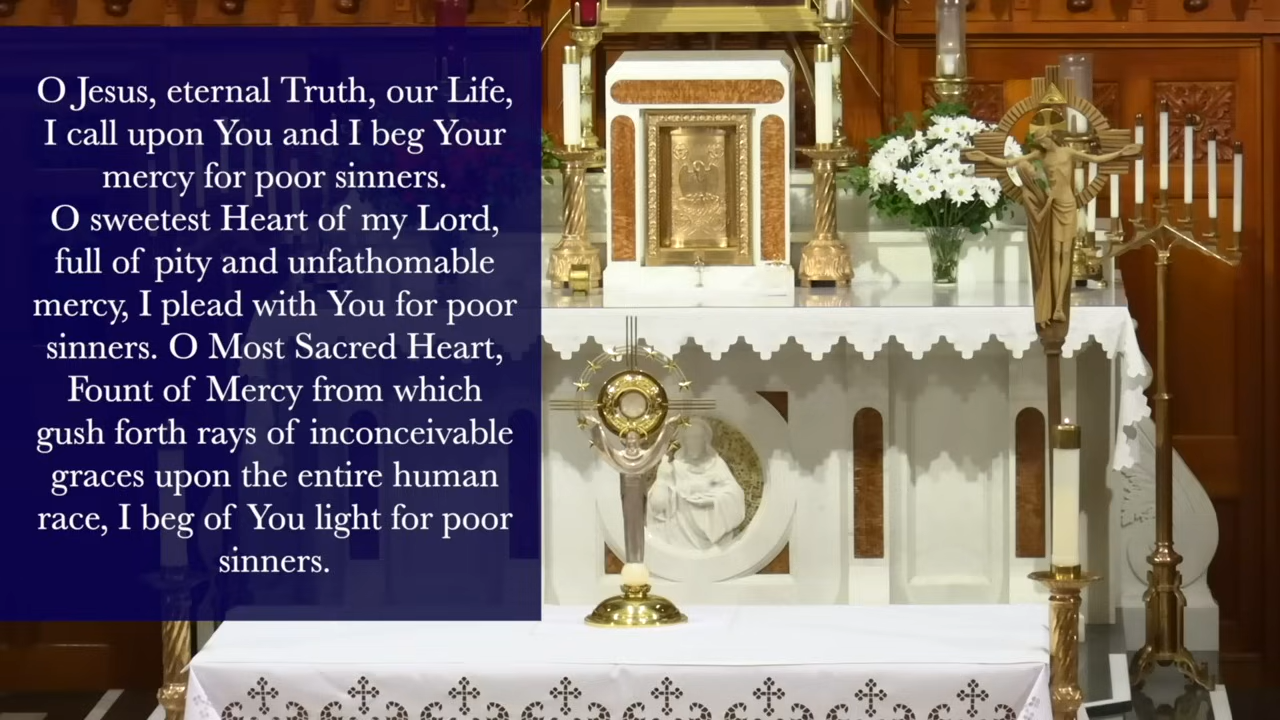 O Jesus, eternal Truth, our Life,
I call upon You and I beg Your
mercy for poor sinners.
O sweetest Heart of my Lord,
full of pity and unfathomable
mercy, I plead with You for poor
sinners. O Most Sacred Heart,
Fount of Mercy from which
gush forth rays of inconceivable
graces upon the entire human
race, I beg of You light for poor
sinners.